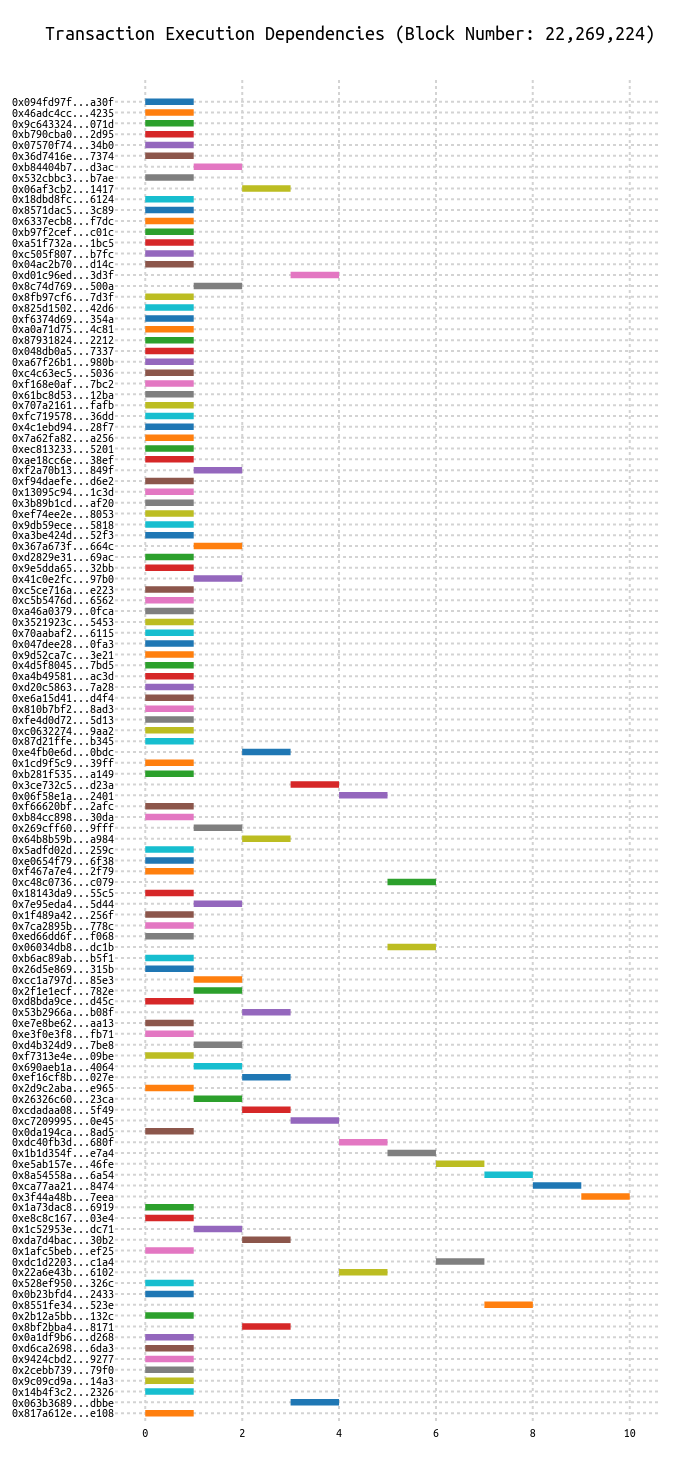 Transaction Execution Dependencies (Block Number: 22,269,224)
0x094fd97f...a30f
0x46adc4cc...4235
0x9c643324...071d
0xb790cba0...2d95
0x07570f74...34b0
0x36d7416e...7374
0xb84404b7...d3ac
0x532cbbc3...b7ae
0x06af3cb2...1417
0x18dbd8fc...6124
0x8571dac5...3c89
0x6337ecb8...f7dc
0xb97f2cef...c01c
0xa51f732a...1bc5
0xc505f807...b7fc
0x04ac2b70...d14c
0xd01c96ed...3d3f
0x8c74d769...500a
0x8fb97cf6...7d3f
0x825d1502...42d6
0xf6374d69...354a
0xa0a71d75...4c81
0x87931824...2212
0x048db0a5...7337
0xa67f26b1...980b
0xc4c63ec5...5036
0xf168e0af...7bc2
0x61bc8d53...12ba
0x707a2161...fafb
0xfc719578...36dd
0x4c1ebd94...28f7
0x7a62fa82...a256
0xec813233...5201
0xae18cc6e...38ef
0xf2a70b13...849f
0xf94daefe...d6e2
0x13095c94...1c3d
0x3b89b1cd...af20
0xef74ee2e...8053
0x9db59ece...5818
0xa3be424d...52f3
0x367a673f...664c
0xd2829e31...69ac
0x9e5dda65...32bb
0x41c0e2fc...97b0
0xc5ce716a...e223
0xc5b5476d...6562
0xa46a0379...0fca
0x3521923c...5453
0x70aabaf2...6115
0x047dee28...0fa3
0x9d52ca7c...3e21
0x4d5f8045...7bd5
0xa4b49581...ac3d
0xd20c5863...7a28
0xe6a15d41...d4f4
0x810b7bf2...8ad3
0xfe4d0d72...5d13
0xc0632274...9aa2
0x87d21ffe...b345
0xe4fb0e6d...0bdc
0x1cd9f5c9...39ff
0xb281f535...a149
0x3ce732c5...d23a
0x06f58e1a...2401
0xf66620bf...2afc
0xb84cc898...30da
0x269cff60...9fff
0x64b8b59b...a984
0x5adfd02d...259c
0xe0654f79...6f38
0xf467a7e4...2f79
0xc48c0736...c079
0x18143da9...55c5
0x7e95eda4...5d44
0x1f489a42...256f
0x7ca2895b...778c
0xed66dd6f...f068
0x06034db8...dc1b
0xb6ac89ab...b5f1
0x26d5e869...315b
0xcc1a797d...85e3
0x2f1e1ecf...782e
0xd8bda9ce...d45c
0x53b2966a...b08f
0xe7e8be62...aa13
0xe3f0e3f8...fb71
0xd4b324d9...7be8
0xf7313e4e...09be
0x690aeb1a...4064
0xef16cf8b...027e
0x2d9c2aba...e965
0x26326c60...23ca
0xcdadaa08...5f49
0xc7209995...0e45
0x0da194ca...8ad5
0xdc40fb3d...680f
0x1b1d354f...e7a4
0xe5ab157e...46fe
0x8a54558a...6a54
0xca77aa21...8474
0x3f44a48b...7eea
0x1a73dac8...6919
0xe8c8c167...03e4
0x1c52953e...dc71
0xda7d4bac...30b2
0x1afc5beb...ef25
0xdc1d2203...c1a4
0x22a6e43b...6102
0x528ef950...326c
0x0b23bfd4...2433
0x8551fe34...523e
0x2b12a5bb...132c
0x8bf2bba4...8171
0x0a1df9b6...d268
0xd6ca2698...6da3
0x9424cbd2...9277
0x2cebb739...79f0
0x9c09cd9a...14a3
0x14b4f3c2...2326
0x063b3689...dbbe
0x817a612e...e108
0 2 4 6 8 10